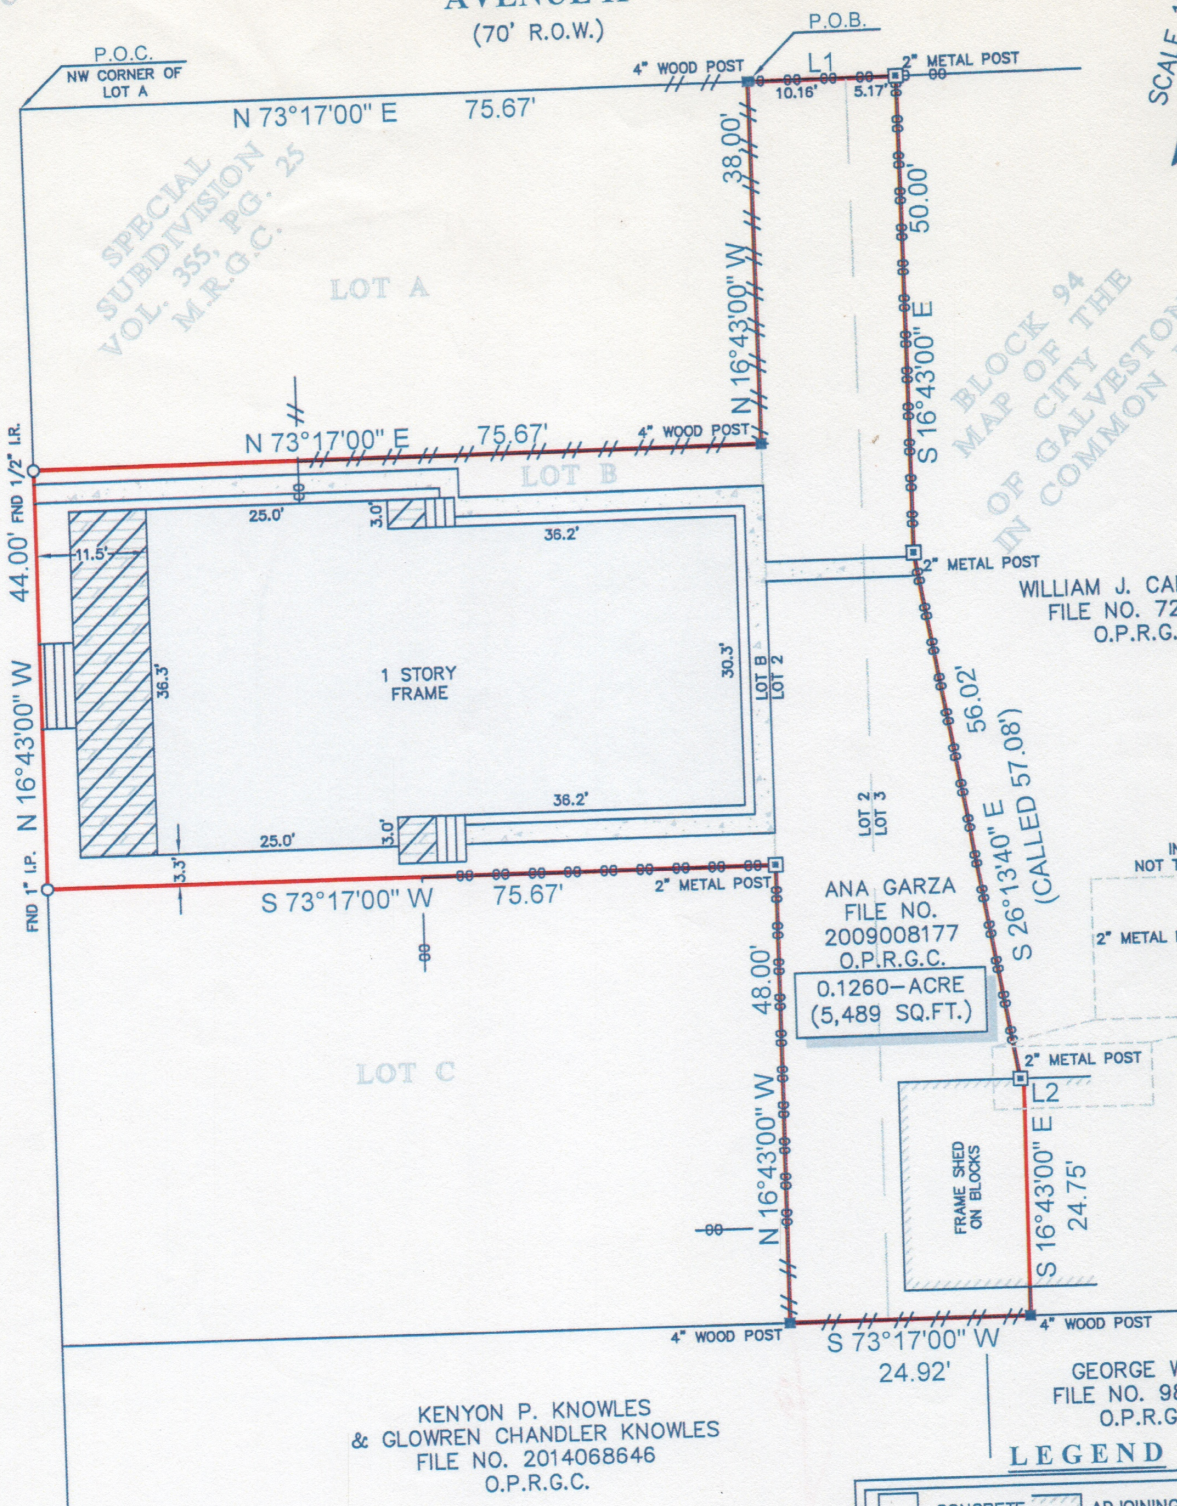 (70' R.O.W.)
P.O.B.
P.O.C.
NW CORNER OF
LOT A
4" WOOD POST
L1
2" METAL POST
10.16'
5.17'
N 73°17'00" E 75.67'
SCALE
SPECIAL
SUBDIVISION
VOL. 355, PG. 25
M.R.G.C.
LOT A
N 16°43'00" W 38.00'
S 16°43'00" E 50.00'
BLOCK 94
MAP OF THE
CITY
OF GALVESTON
IN COMMON
N 73°17'00" E 75.67'
4" WOOD POST
FND 1/2" I.R.
LOT B
25.0'
3.0'
36.2'
11.5'
2" METAL POST
WILLIAM J.
FILE NO.
O.P.R.G.
N 16°43'00" W 44.00'
36.3'
1 STORY
FRAME
30.3'
LOT B
LOT 2
56.02'
S 26°13'40" E
(CALLED 57.08')
LOT 2
LOT 3
36.2'
25.0'
3.0'
3.3'
FND 1" I.P.
S 73°17'00" W 75.67'
2" METAL POST
ANA GARZA
FILE NO.
2009008177
O.P.R.G.C.
0.1260-ACRE
(5,489 SQ.FT.)
NOT
2" METAL
N 16°43'00" W 48.00'
LOT C
2" METAL POST
L2
FRAME SHED
ON BLOCKS
S 16°43'00" E
24.75'
4" WOOD POST
S 73°17'00" W
24.92'
4" WOOD POST
GEORGE
FILE NO.
O.P.R.G
KENYON P. KNOWLES
& GLOWREN CHANDLER KNOWLES
FILE NO. 2014068646
O.P.R.G.C.
LEGEND
CONCRETE
ADJOINING